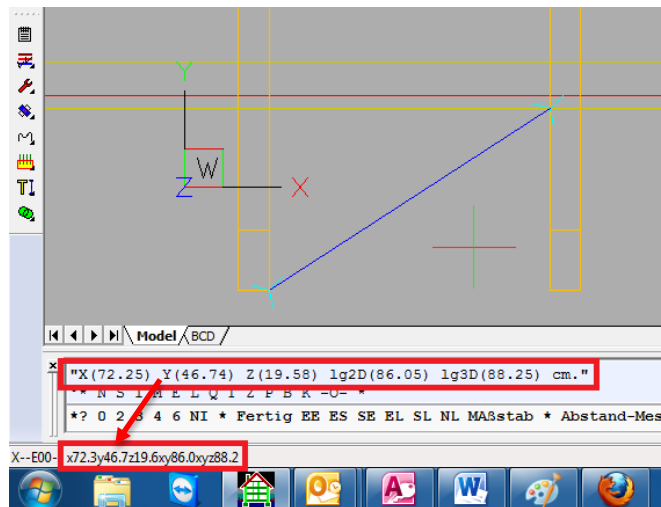 Y
W
Z
X
Model
BCD
"X(72.25) Y(46.74) Z(19.58) lg2D(86.05) lg3D(88.25) cm."
*? 0 2 3 4 6 NI * Fertig EE ES SE EL SL NL MAßstab * Abstand-Mes
X--E00-
x72.3y46.7z19.6xy86.0xyz88.2